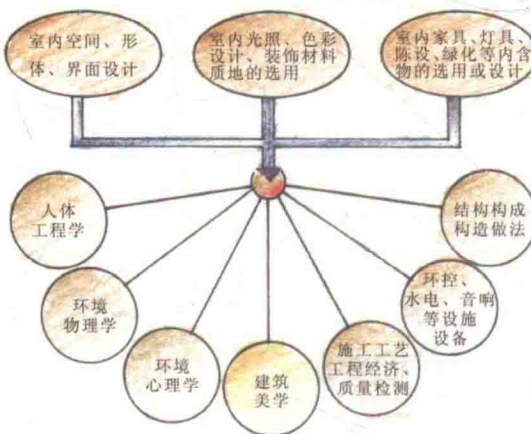 室内空间、形
体、界面设计
室内光照、色彩
设计、装饰材料
质地的选用
室内家具、灯具、
陈设、绿化等内含
物的选用或设计
人体
工程学
环境
物理学
环境
心理学
建筑
美学
施工工艺
工程经济、
质量检测
环控、
水电、音响
等设施
设备
结构构成
构造做法